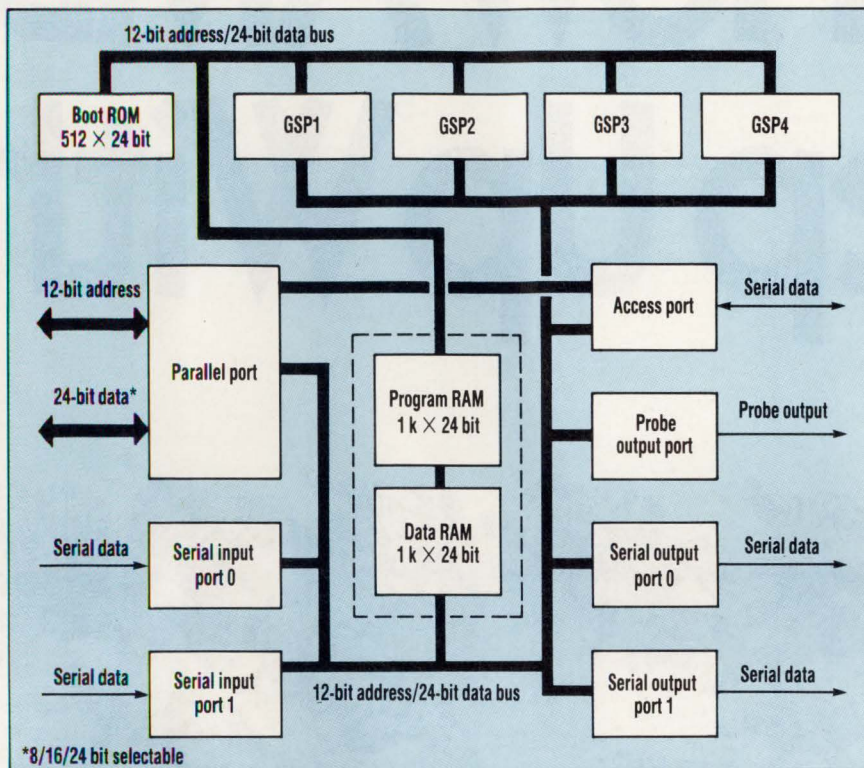 12-bit address/24-bit data bus
Boot ROM
512 × 24 bit
GSP1
GSP2
GSP3
GSP4
12-bit address
24-bit data*
Parallel port
Access port
Serial data
Program RAM
1 k × 24 bit
Probe
output port
Probe output
Data RAM
1 k × 24 bit
Serial data
Serial input
port 0
Serial output
port 0
Serial data
Serial data
Serial input
port 1
12-bit address/24-bit data bus
Serial output
port 1
Serial data
*8/16/24 bit selectable